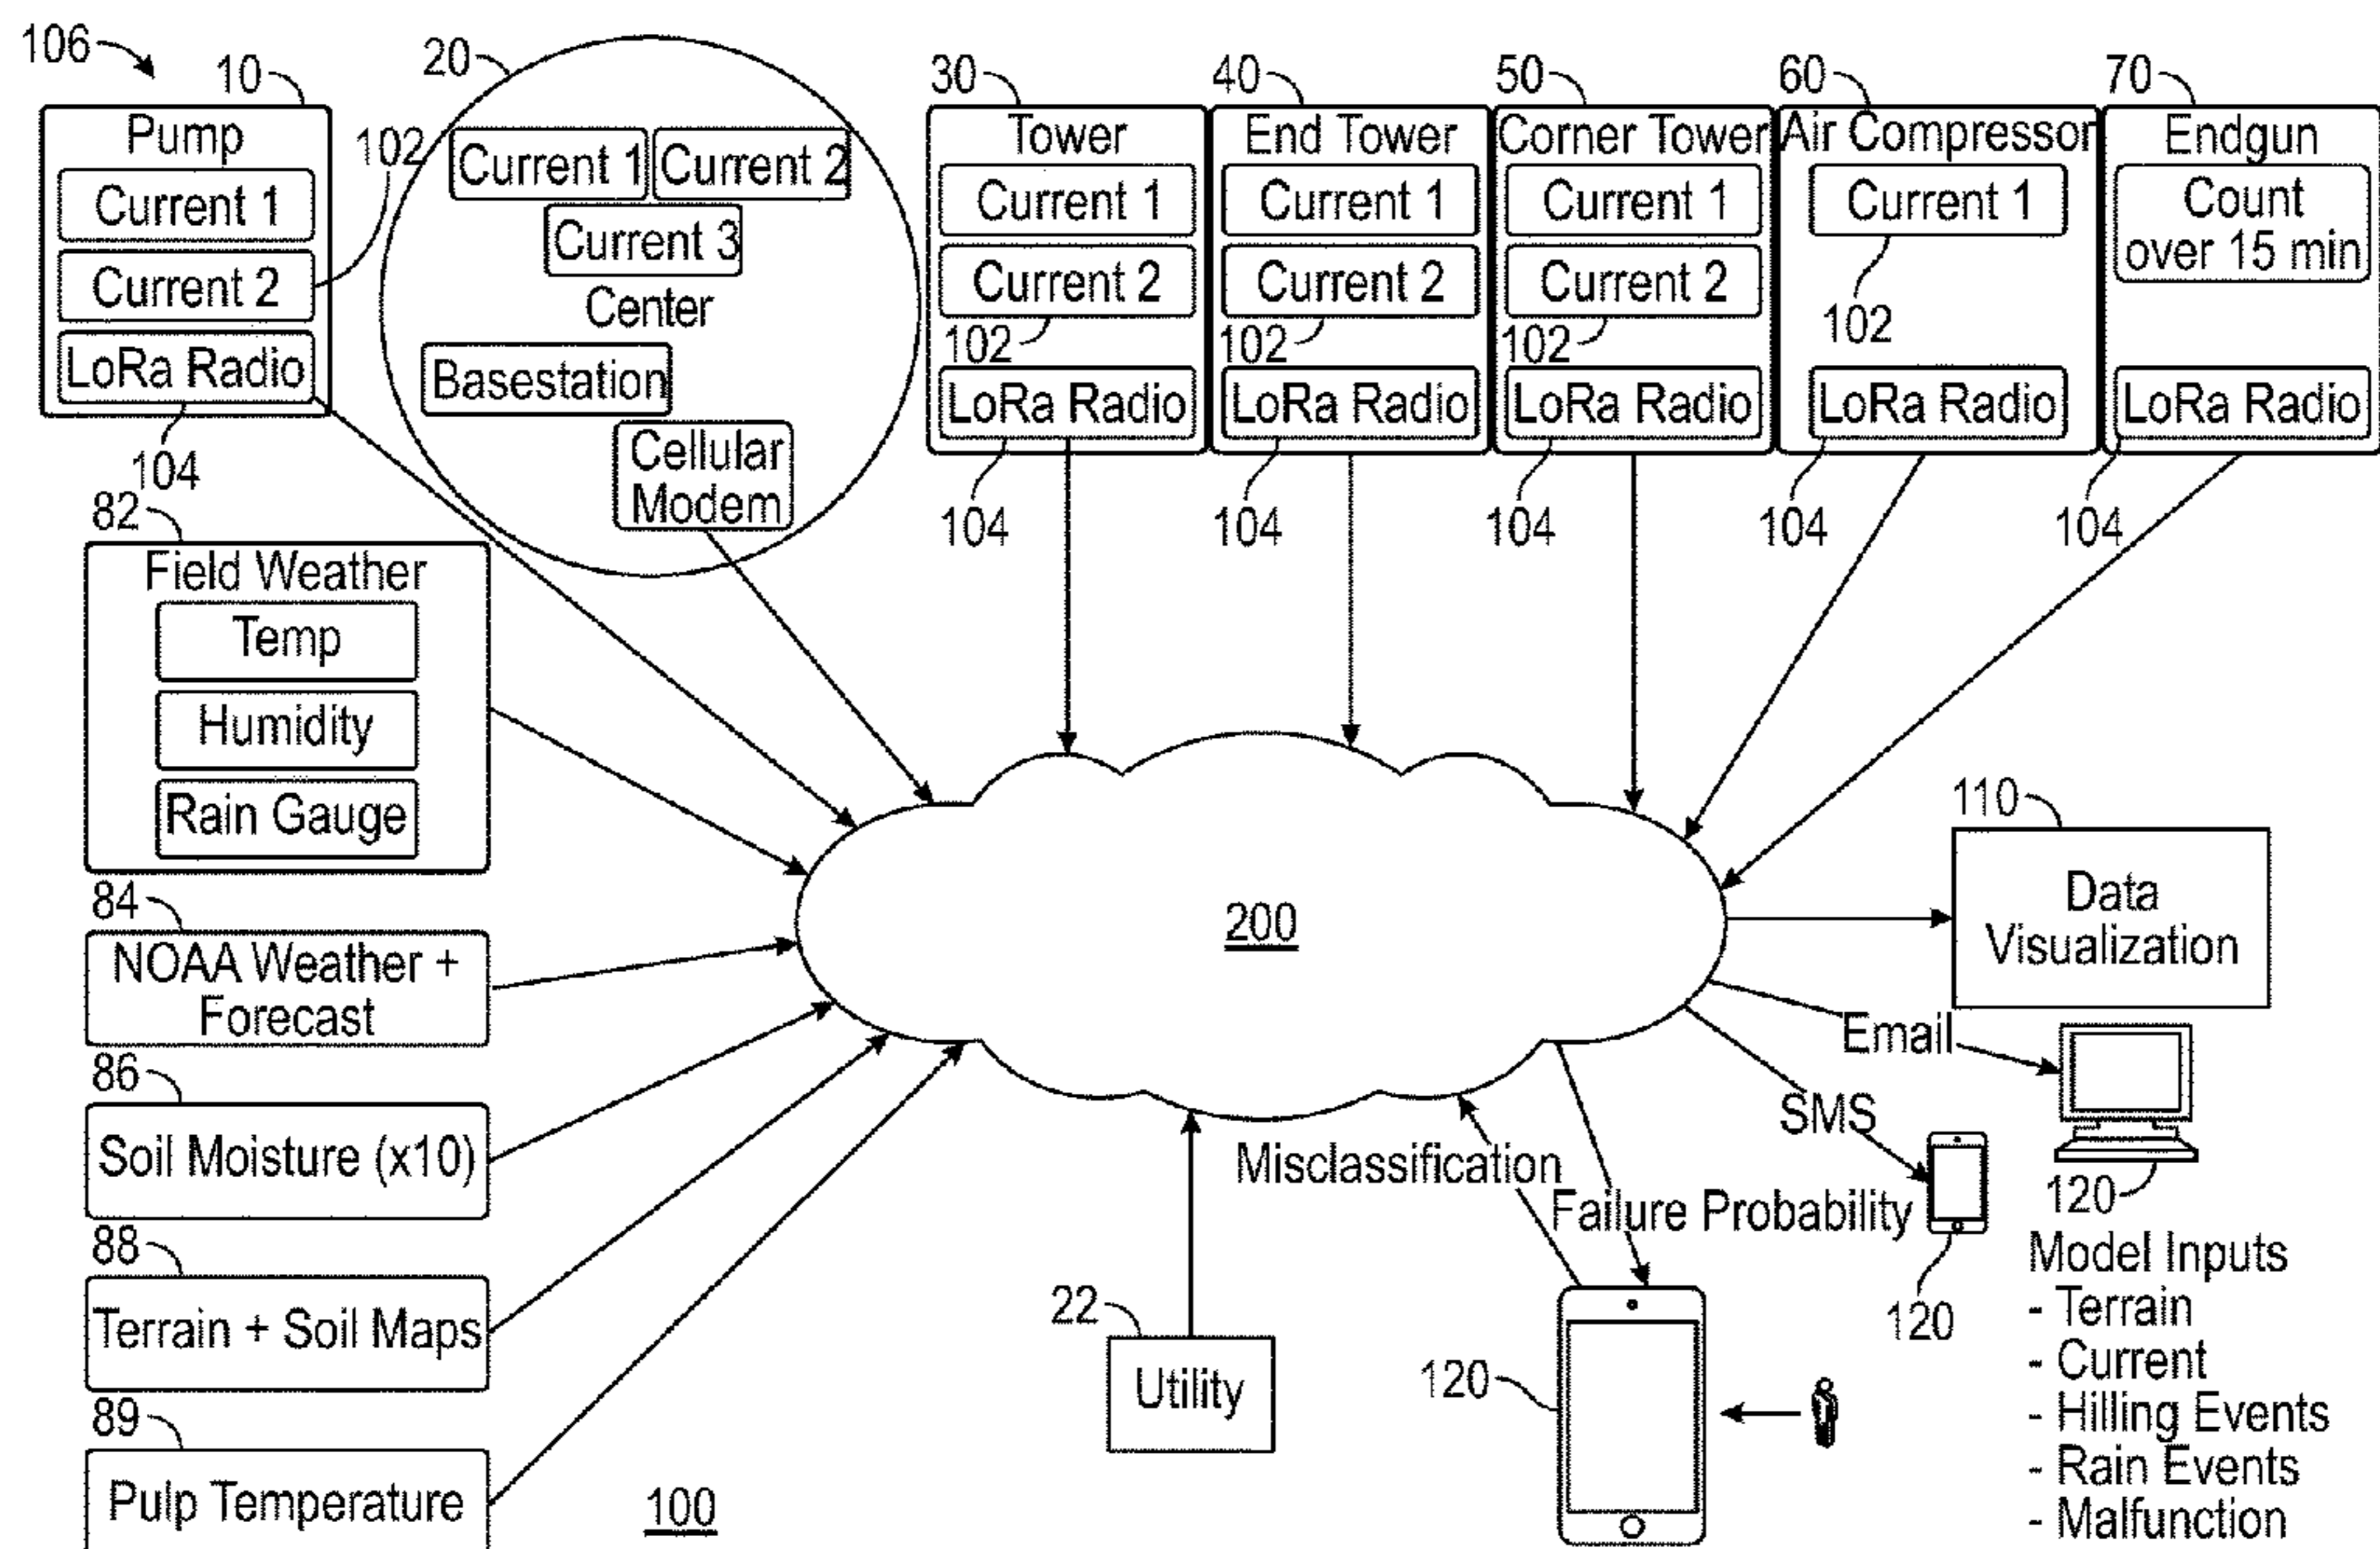 106
10
Pump
Current 1
Current 2
LoRa Radio
102
104
20
Current 1
Current 2
Current 3
Center
Basestation
Cellular
Modem
30
Tower
Current 1
Current 2
102
LoRa Radio
104
40
End Tower
Current 1
Current 2
102
LoRa Radio
104
50
Corner Tower
Current 1
Current 2
102
LoRa Radio
104
60
Air Compressor
Current 1
102
LoRa Radio
104
70
Endgun
Count
over 15 min
LoRa Radio
104
82
Field Weather
Temp
Humidity
Rain Gauge
84
NOAA Weather +
Forecast
86
Soil Moisture (x10)
88
Terrain + Soil Maps
89
Pulp Temperature
100
200
22
Utility
Misclassification
Failure Probability
120
110
Data
Visualization
Email
120
SMS
120
Model Inputs
- Terrain
- Current
- Hilling Events
- Rain Events
- Malfunction